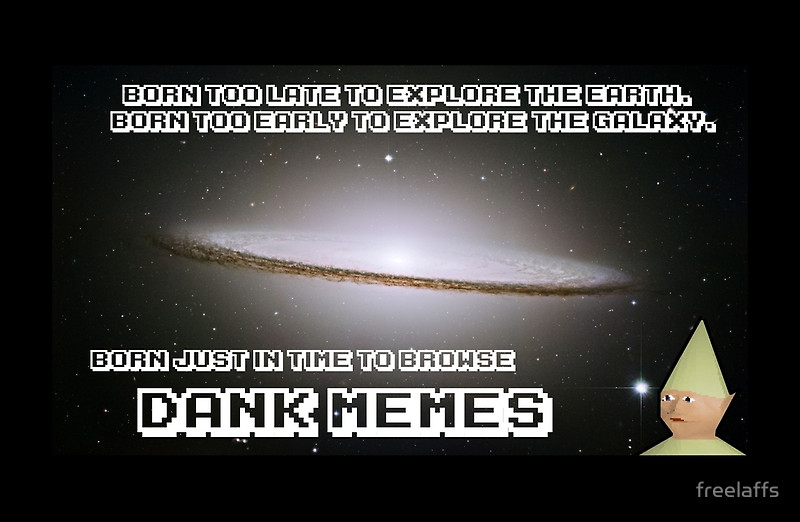 BORN TOO LATE TO EXPLORE THE EARTH.
BORN TOO EARLY TO EXPLORE THE GALAXY.
BORN JUST IN TIME TO BROWSE
DANK MEMES
freelaffs